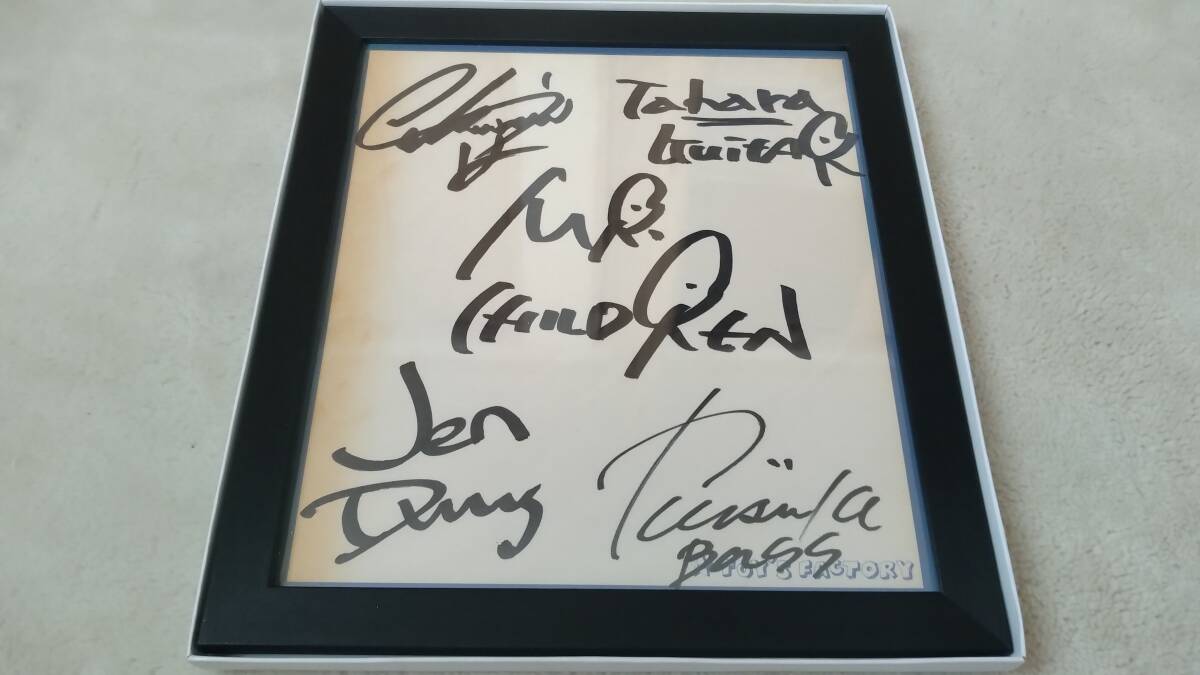 Tahara
GuitaR
MR.
CHILDREN
Jen
Drums
BASS
TOY'S FACTORY